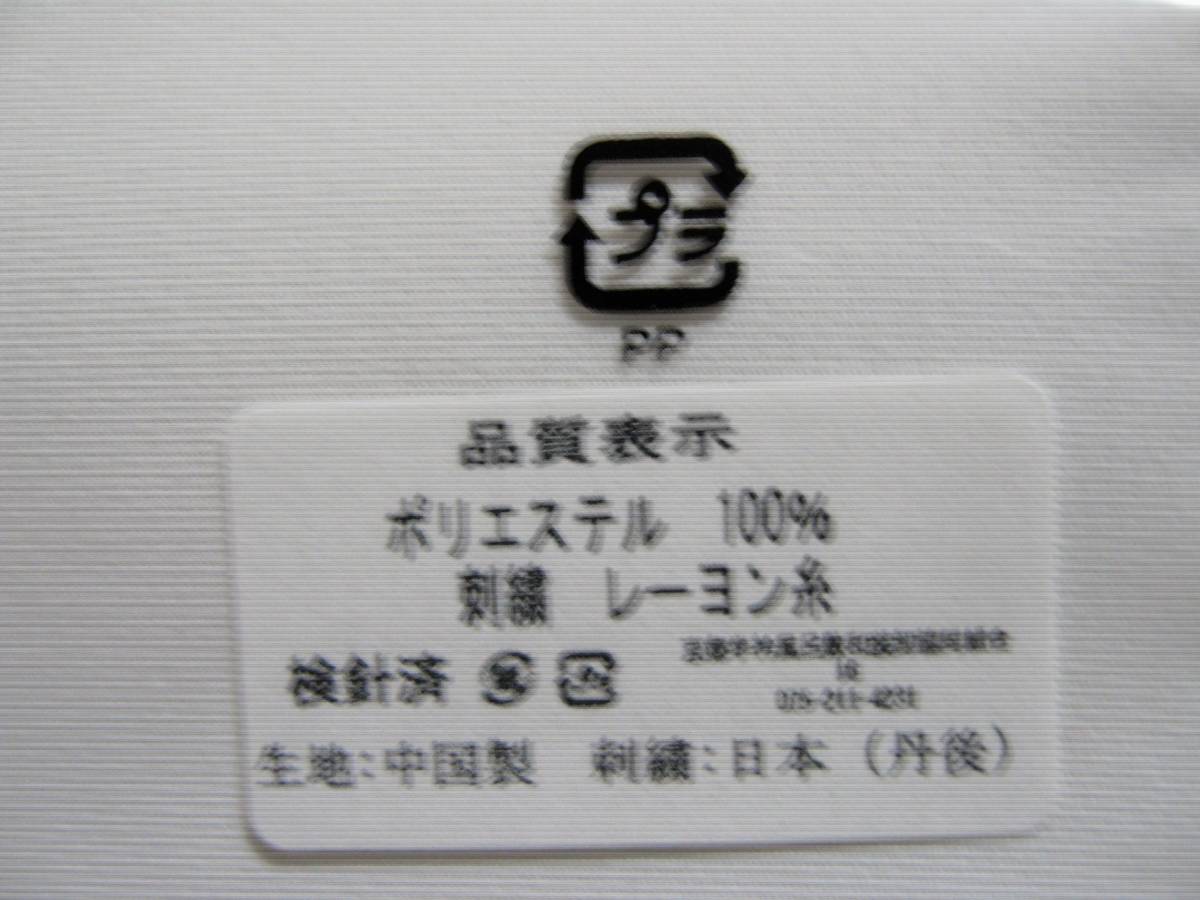 プラ
PP
品質表示
ポリエステル 100%
刺繍 レーヨン糸
検針済
生地:中国製 刺繍:日本(丹後)